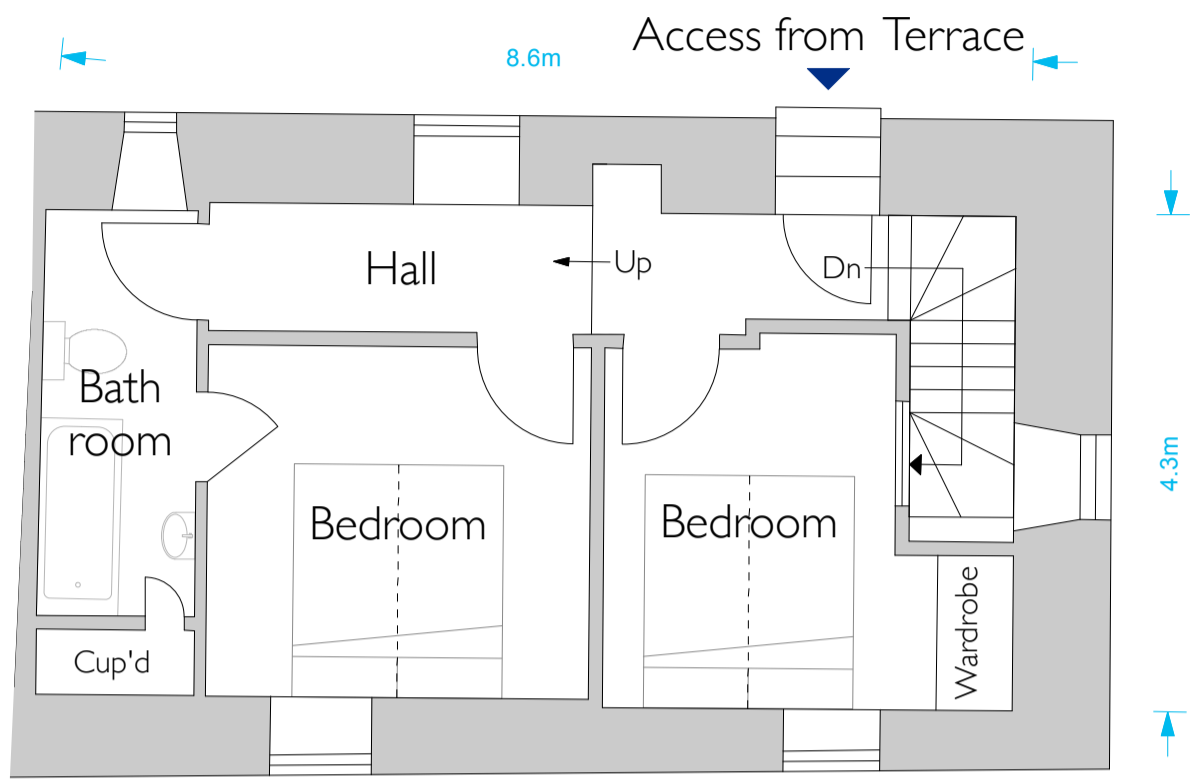 Access from Terrace
8.6m
Hall
Up
Dn
Bath
room
Bedroom
Bedroom
4.3m
Wardrobe
Cup'd